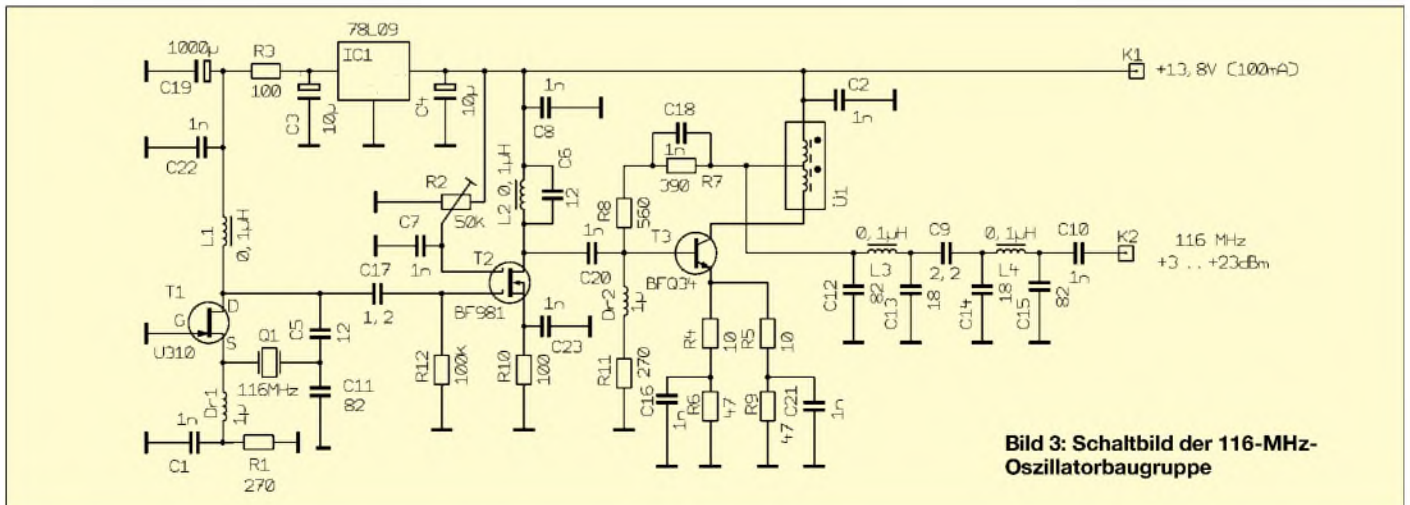 1000µ
C19
R3
100
78L09
IC1
C3
10µ
C4
10µ
1n
C22
L1
0,1µH
T1
D
G
S
U310
Q1
116MHz
C5
12
C11
82
Dr1
1µ
1n
C1
R1
270
C17
1,2
R12
100k
R2
50K
C7
1n
T2
BF981
R10
100
1n
C23
L2 0,1µH
C6
12
1n
C8
1n
C20
Dr2
1µ
R11
270
R8
560
C18
1n
390
R7
T3
BFQ34
R4
10
R5
10
C16
1n
R6
47
R9
47
C21
1n
C2
1n
Ü1
0,1µH
L3
C12
82
C13
18
C9
2,2
0,1µH
L4
C14
18
C15
82
C10
1n
K1
+13,8V (100mA)
K2
116 MHz
+3 .. +23dBm
Bild 3: Schaltbild der 116-MHz-
Oszillatorbaugruppe